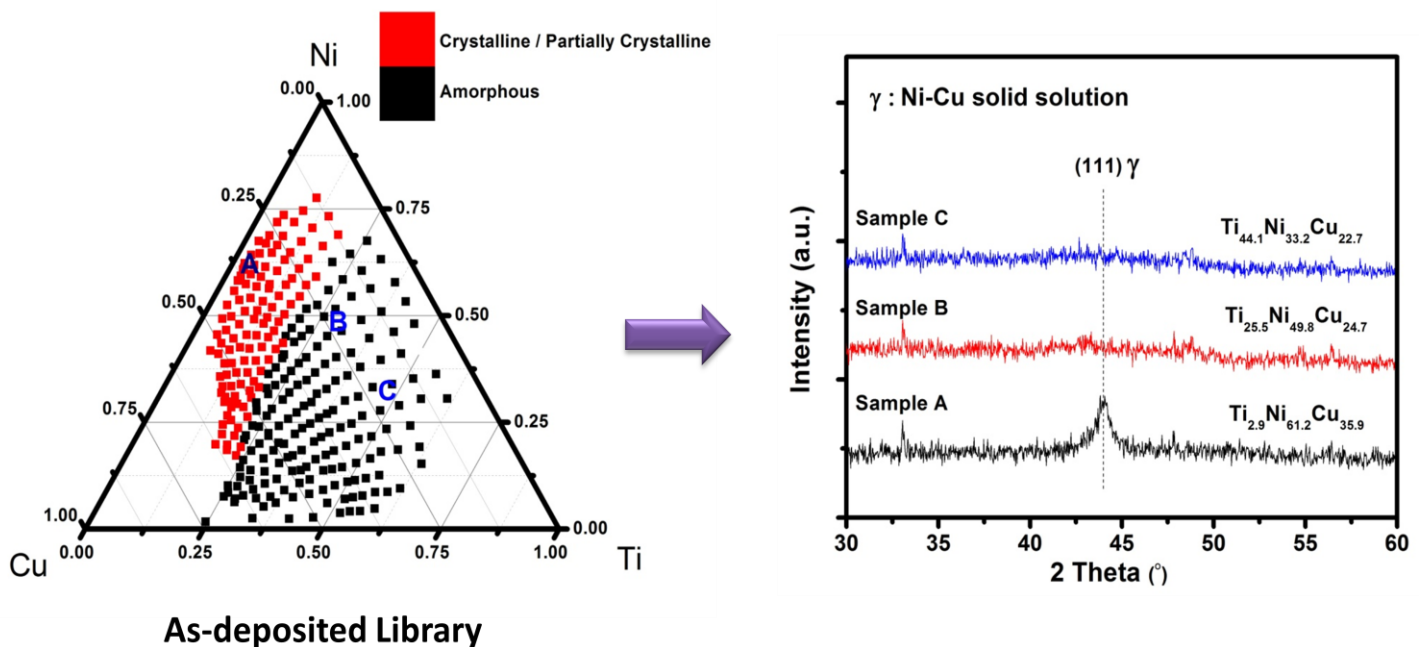 Crystalline / Partially Crystalline
Amorphous
Ni
0.00
1.00
0.25
0.75
A
0.50
0.50
B
C
0.75
0.25
1.00
0.00
0.00
0.25
0.50
0.75
1.00
Cu
Ti
As-deposited Library
γ : Ni-Cu solid solution
(111) γ
Sample C
Ti44.1Ni33.2Cu22.7
Sample B
Ti25.5Ni49.8Cu24.7
Sample A
Ti2.9Ni61.2Cu35.9
Intensity (a.u.)
30 35 40 45 50 55 60
2 Theta (°)